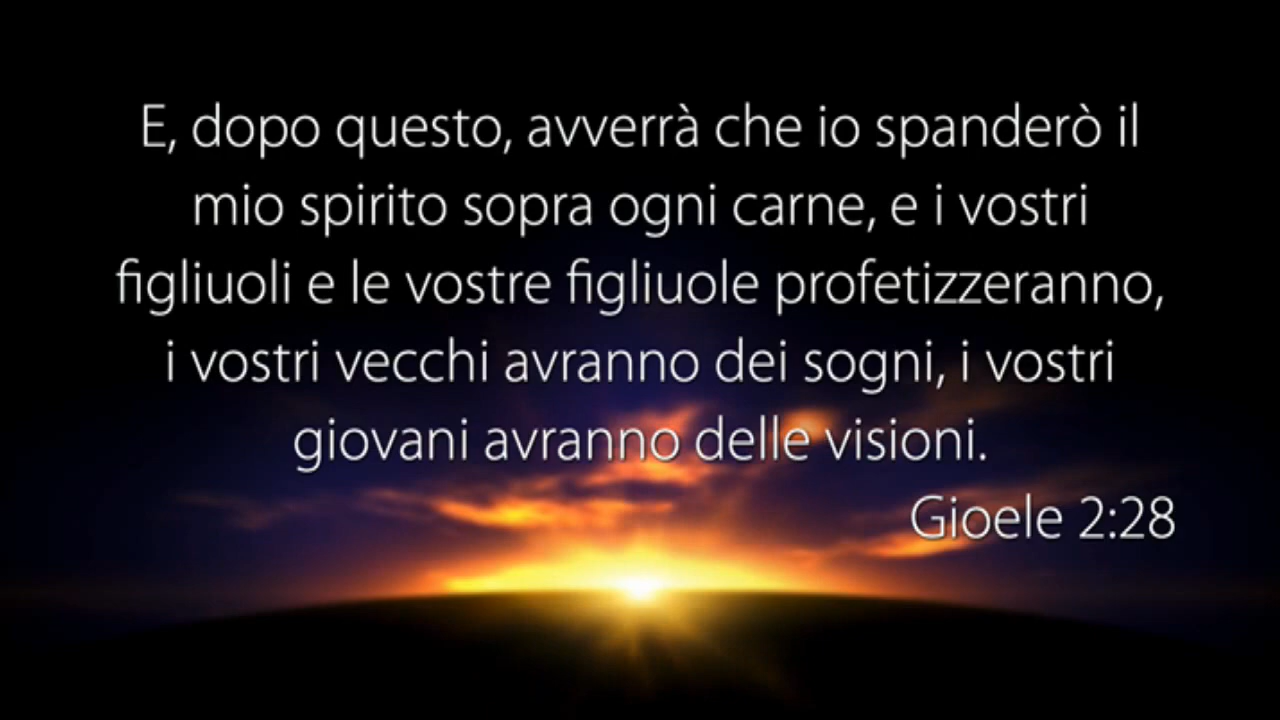 E, dopo questo, avverrà che io spanderò il
mio spirito sopra ogni carne, e i vostri
figliuoli e le vostre figliuole profetizzeranno,
i vostri vecchi avranno dei sogni, i vostri
giovani avranno delle visioni.
Gioele 2:28